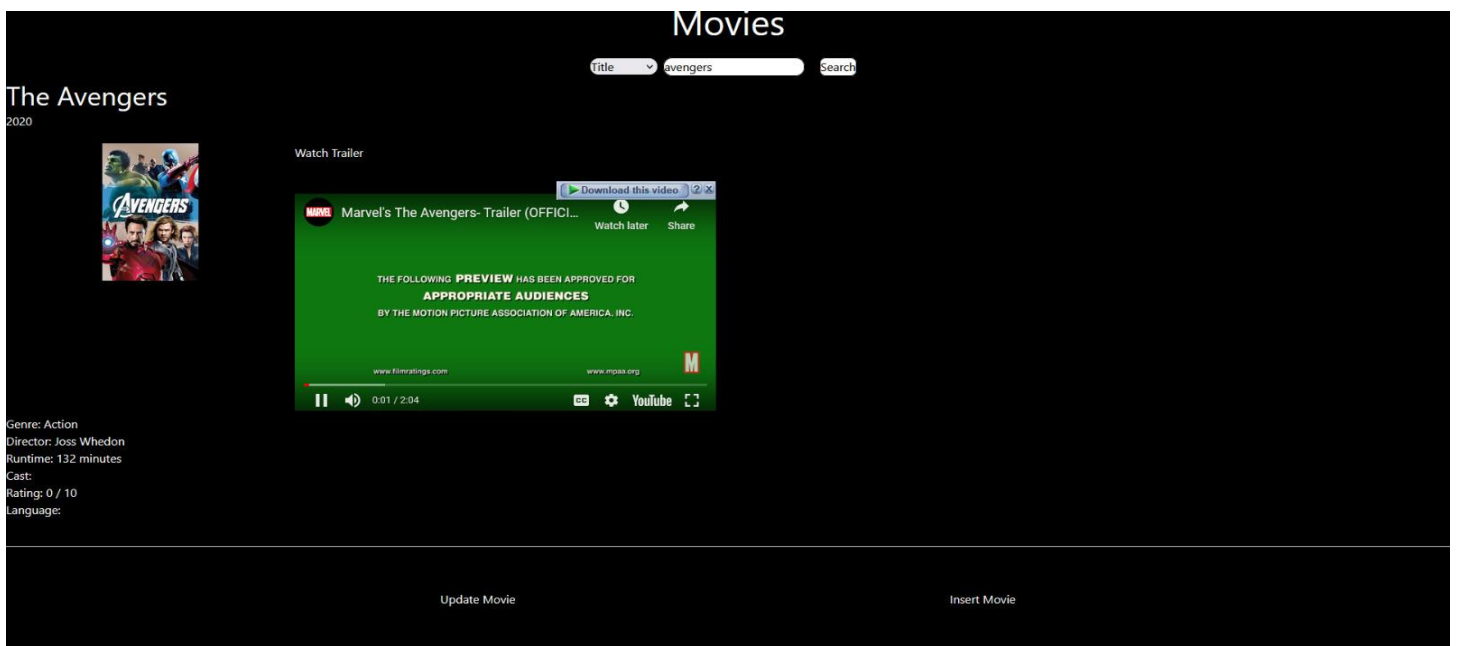 Movies
Title avengers Search
The Avengers
2020
AVENGERS
Watch Trailer
Download this video ? X
MARVEL Marvel's The Avengers- Trailer (OFFICI...
Watch later Share
THE FOLLOWING PREVIEW HAS BEEN APPROVED FOR
APPROPRIATE AUDIENCES
BY THE MOTION PICTURE ASSOCIATION OF AMERICA, INC.
www.filmratings.com www.mpaa.org
M
0:01 / 2:04 CC YouTube
Genre: Action
Director: Joss Whedon
Runtime: 132 minutes
Cast:
Rating: 0 / 10
Language:
Update Movie Insert Movie